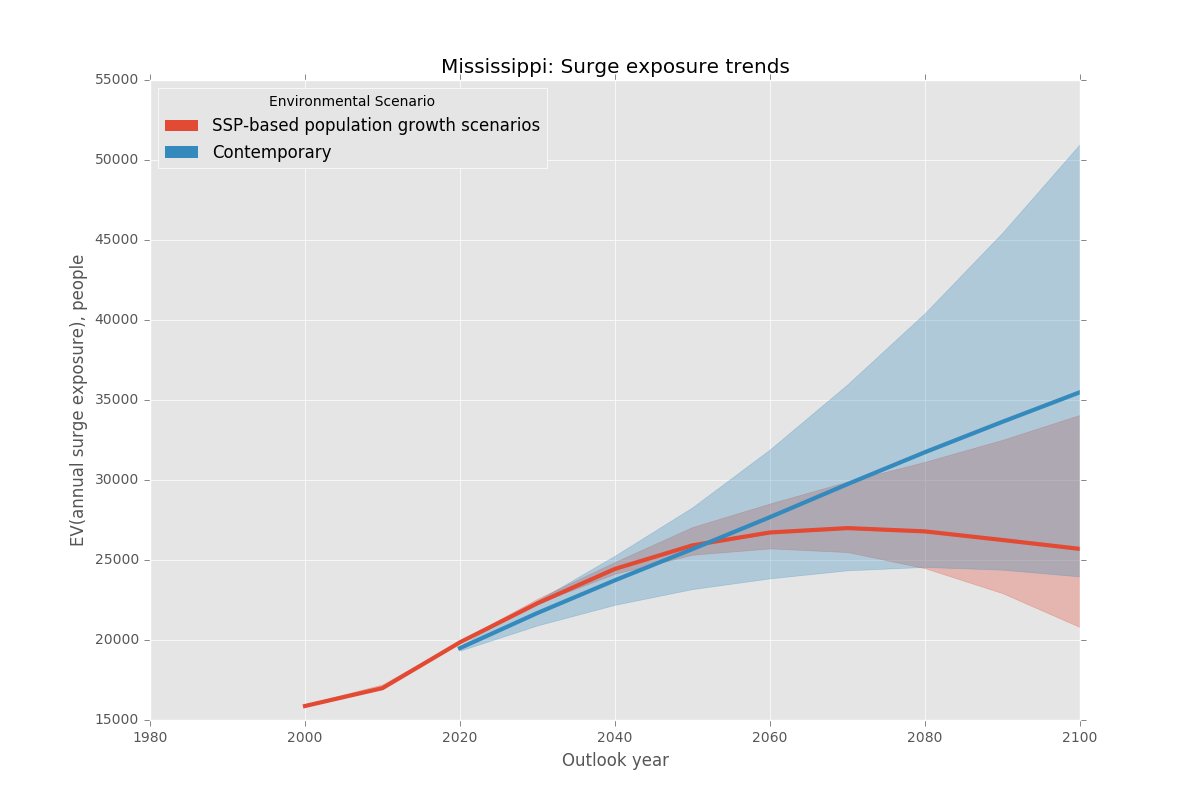 Mississippi: Surge exposure trends
Environmental Scenario
SSP-based population growth scenarios
Contemporary
EV(annual surge exposure), people
55000
50000
45000
40000
35000
30000
25000
20000
15000
1980 2000 2020 2040 2060 2080 2100
Outlook year